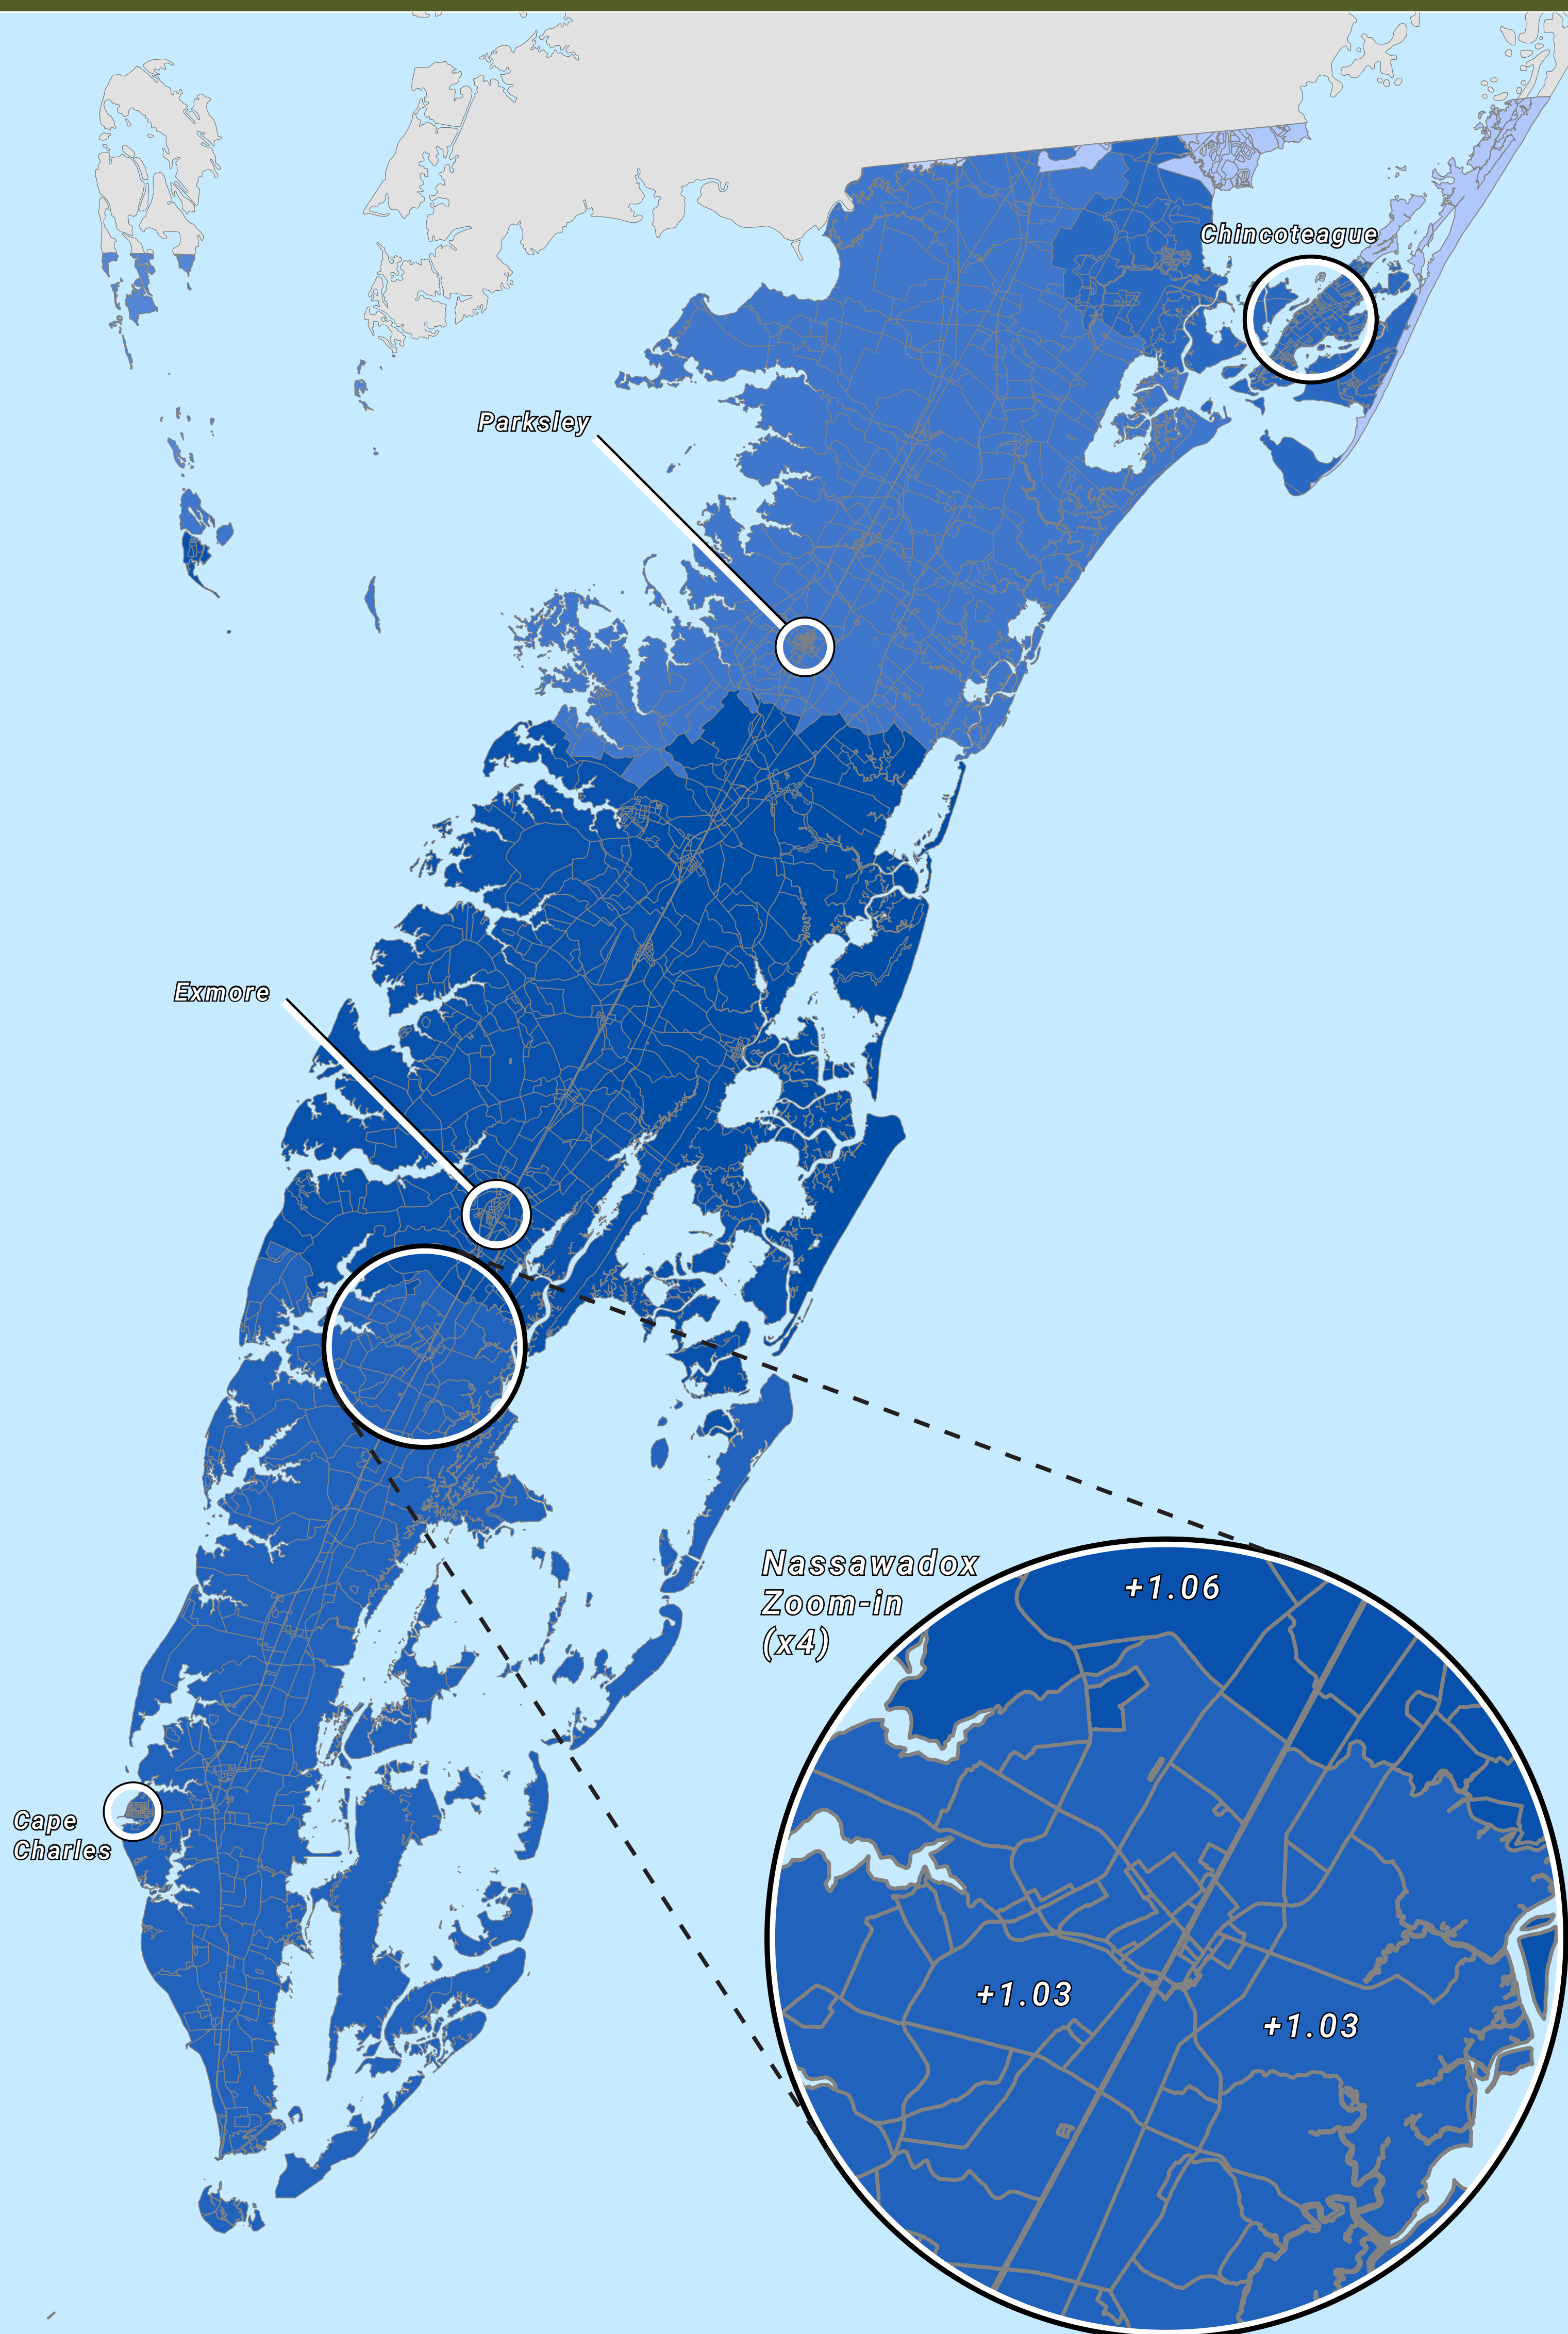 Chincoteague
Parksley
Exmore
Nassawadox
Zoom-in
(x4)
+1.06
Cape
Charles
+1.03
+1.03